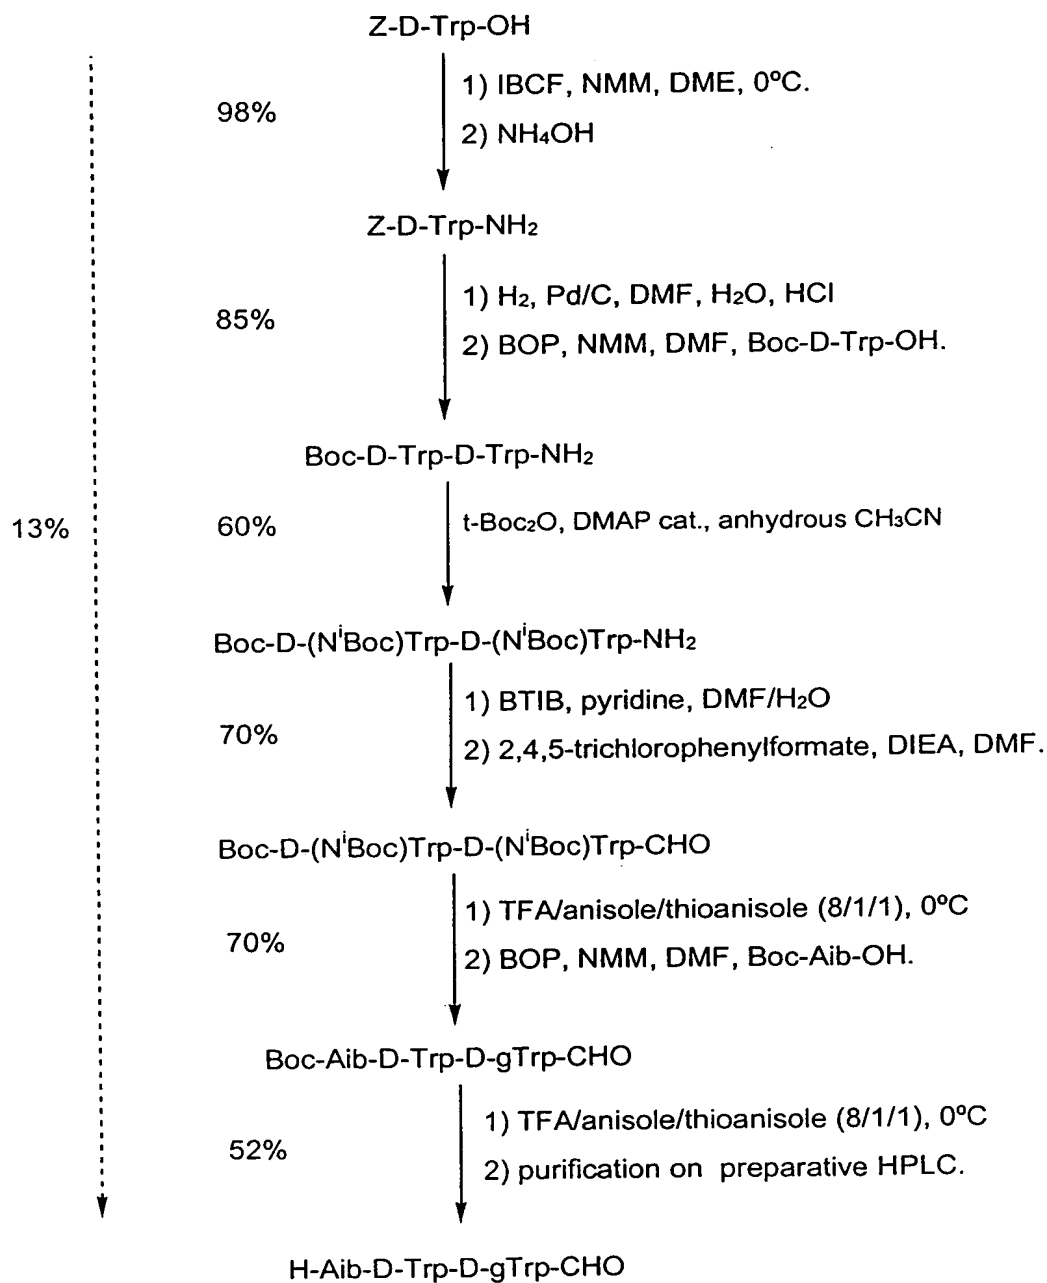 Z-D-Trp-OH
98%
1) IBCF, NMM, DME, 0ºC.
2) NH₄OH
Z-D-Trp-NH₂
85%
1) H₂, Pd/C, DMF, H₂O, HCl
2) BOP, NMM, DMF, Boc-D-Trp-OH.
Boc-D-Trp-D-Trp-NH₂
13%
60%
t-Boc₂O, DMAP cat., anhydrous CH₃CN
Boc-D-(NⁱBoc)Trp-D-(NⁱBoc)Trp-NH₂
70%
1) BTIB, pyridine, DMF/H₂O
2) 2,4,5-trichlorophenylformate, DIEA, DMF.
Boc-D-(NⁱBoc)Trp-D-(NⁱBoc)Trp-CHO
70%
1) TFA/anisole/thioanisole (8/1/1), 0ºC
2) BOP, NMM, DMF, Boc-Aib-OH.
Boc-Aib-D-Trp-D-gTrp-CHO
52%
1) TFA/anisole/thioanisole (8/1/1), 0ºC
2) purification on preparative HPLC.
H-Aib-D-Trp-D-gTrp-CHO